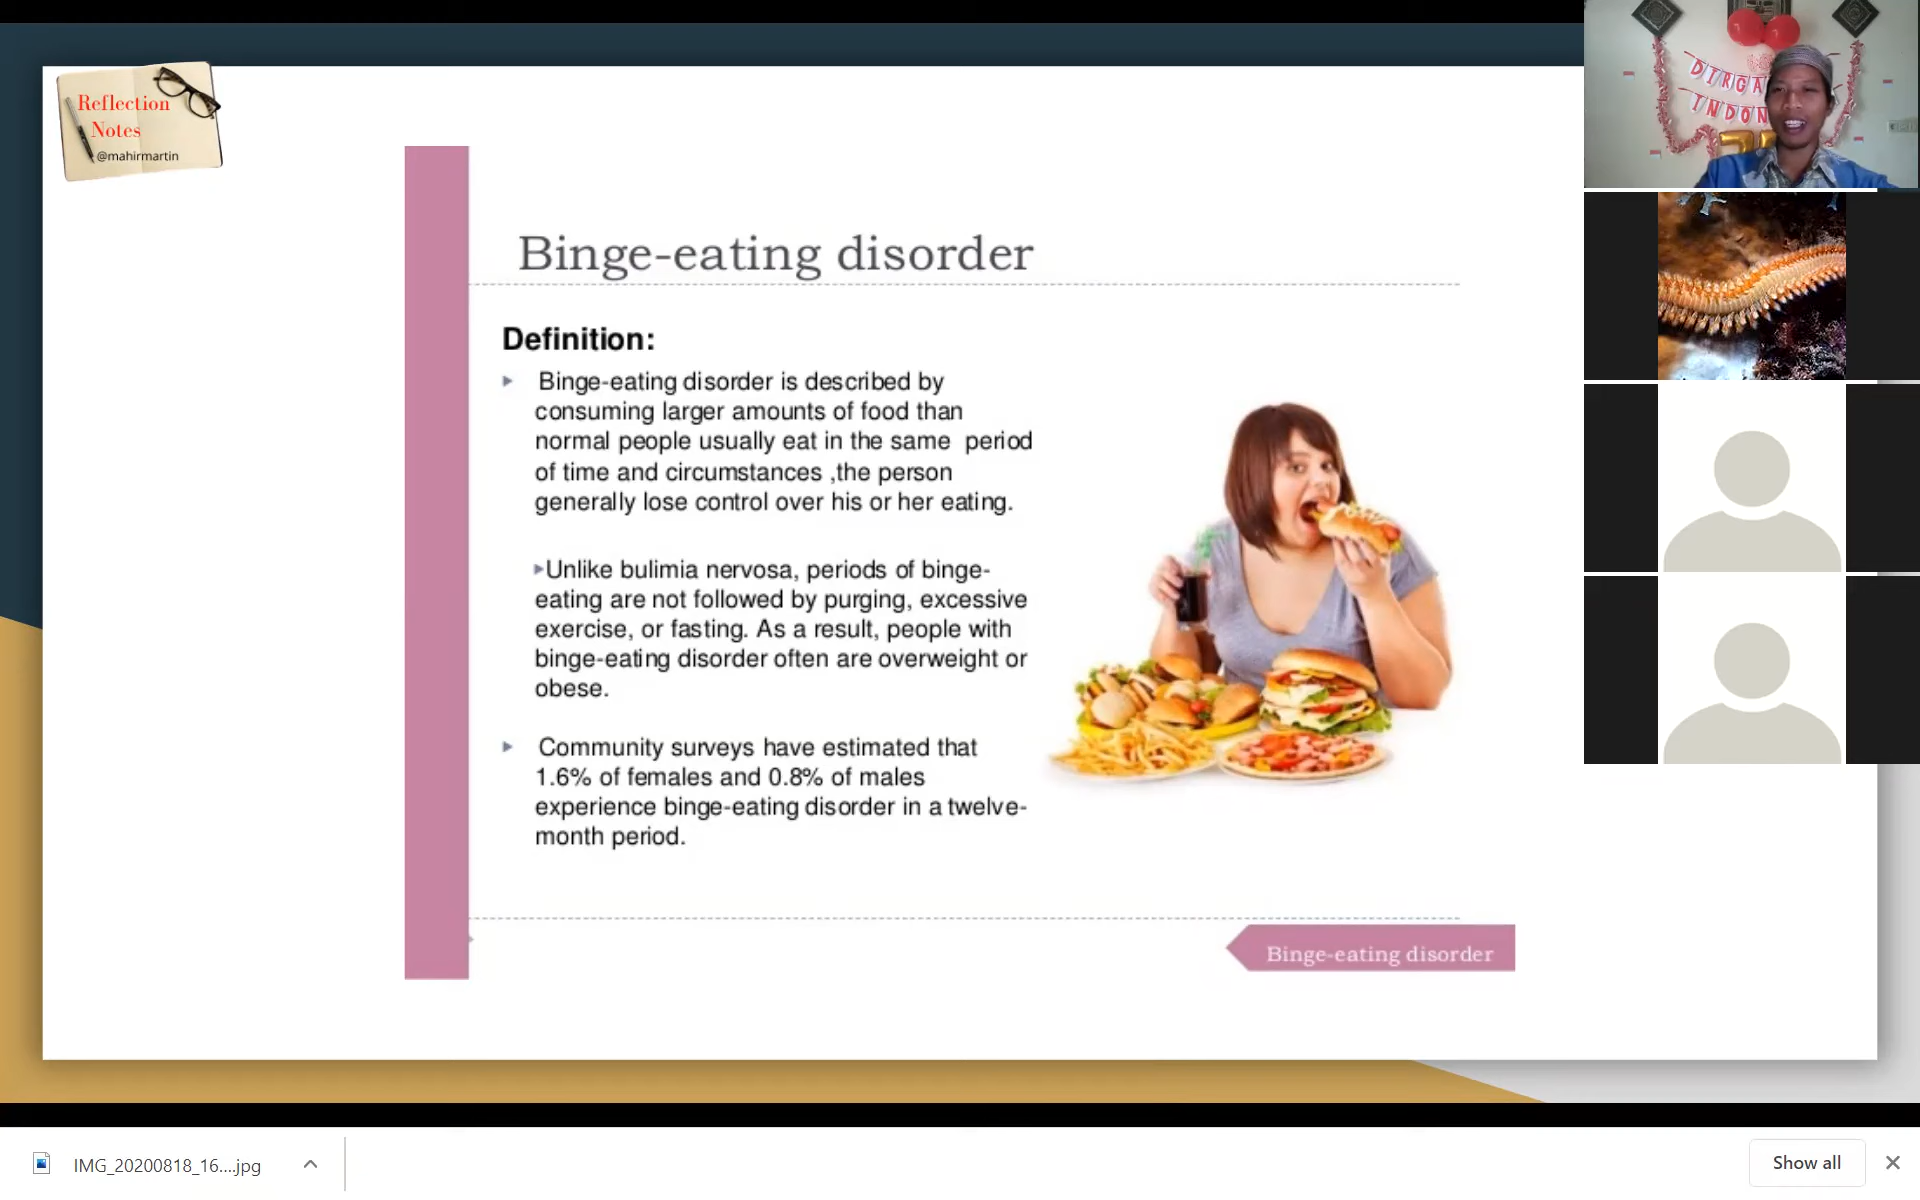 Reflection
Notes
@mahirmartin
DIRGA
INDON
Binge-eating disorder
Definition:
Binge-eating disorder is described by
consuming larger amounts of food than
normal people usually eat in the same period
of time and circumstances ,the person
generally lose control over his or her eating.
Unlike bulimia nervosa, periods of binge-
eating are not followed by purging, excessive
exercise, or fasting. As a result, people with
binge-eating disorder often are overweight or
obese.
Community surveys have estimated that
1.6% of females and 0.8% of males
experience binge-eating disorder in a twelve-
month period.
Binge-eating disorder
IMG_20200818_16....jpg
Show all